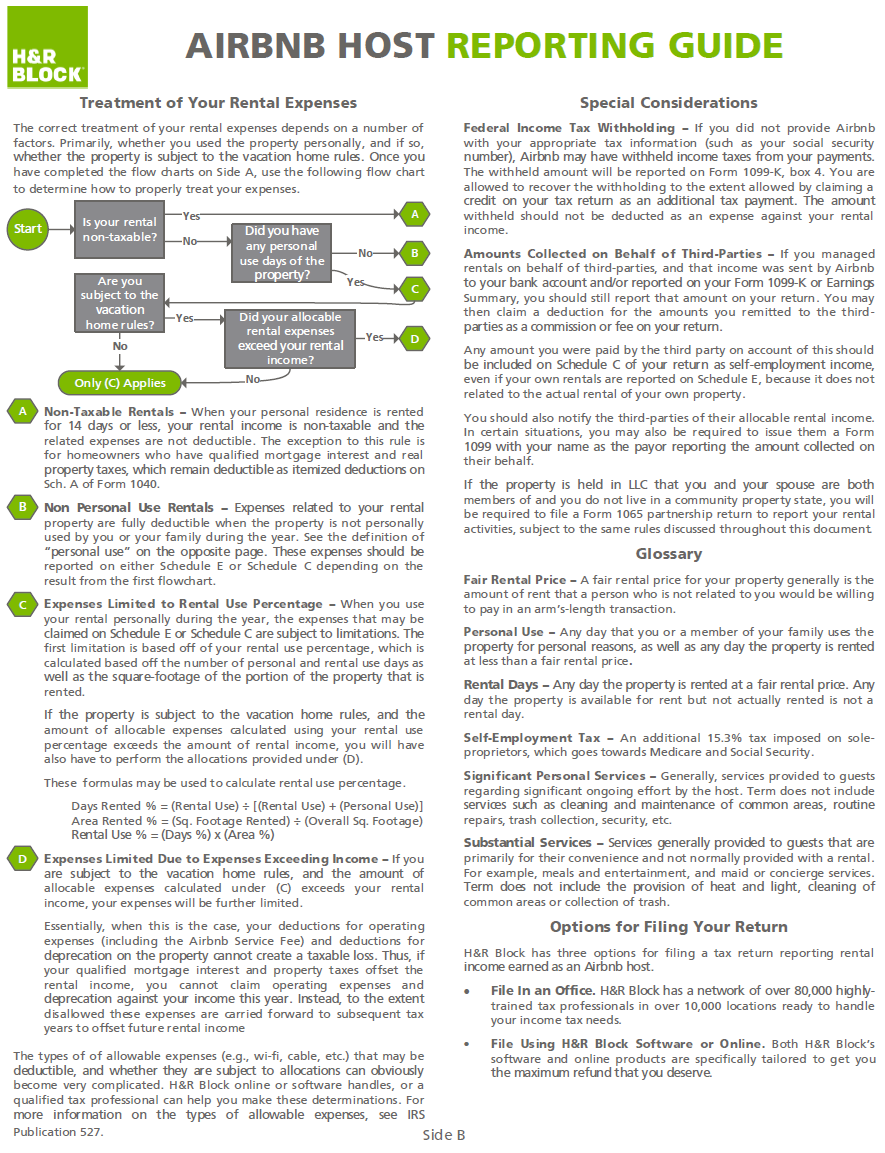 H&R
BLOCK
AIRBNB HOST REPORTING GUIDE
Treatment of Your Rental Expenses
The correct treatment of your rental expenses depends on a number of
factors. Primarily, whether you used the property personally, and if so,
whether the property is subject to the vacation home rules. Once you
have completed the flow charts on Side A, use the following flow chart
to determine how to properly treat your expenses.
Start
Is your rental
non-taxable?
Yes
A
No
Did you have
any personal
use days of the
property?
No
B
Yes
C
Are you
subject to the
vacation
home rules?
Yes
Did your allocable
rental expenses
exceed your rental
income?
Yes
D
No
No
Only (C) Applies
A
Non-Taxable Rentals – When your personal residence is rented
for 14 days or less, your rental income is non-taxable and the
related expenses are not deductible. The exception to this rule is
for homeowners who have qualified mortgage interest and real
property taxes, which remain deductible as itemized deductions on
Sch. A of Form 1040.
B
Non Personal Use Rentals – Expenses related to your rental
property are fully deductible when the property is not personally
used by you or your family during the year. See the definition of
“personal use” on the opposite page. These expenses should be
reported on either Schedule E or Schedule C depending on the
result from the first flowchart.
C
Expenses Limited to Rental Use Percentage – When you use
your rental personally during the year, the expenses that may be
claimed on Schedule E or Schedule C are subject to limitations. The
first limitation is based off of your rental use percentage, which is
calculated based off the number of personal and rental use days as
well as the square-footage of the portion of the property that is
rented.
If the property is subject to the vacation home rules, and the
amount of allocable expenses calculated using your rental use
percentage exceeds the amount of rental income, you will have
also have to perform the allocations provided under (D).
These formulas may be used to calculate rental use percentage.
Days Rented % = (Rental Use) ÷ [(Rental Use) + (Personal Use)]
Area Rented % = (Sq. Footage Rented) ÷ (Overall Sq. Footage)
Rental Use % = (Days %) x (Area %)
D
Expenses Limited Due to Expenses Exceeding Income – If you
are subject to the vacation home rules, and the amount of
allocable expenses calculated under (C) exceeds your rental
income, your expenses will be further limited.
Essentially, when this is the case, your deductions for operating
expenses (including the Airbnb Service Fee) and deductions for
deprecation on the property cannot create a taxable loss. Thus, if
your qualified mortgage interest and property taxes offset the
rental income, you cannot claim operating expenses and
deprecation against your income this year. Instead, to the extent
disallowed these expenses are carried forward to subsequent tax
years to offset future rental income
The types of of allowable expenses (e.g., wi-fi, cable, etc.) that may be
deductible, and whether they are subject to allocations can obviously
become very complicated. H&R Block online or software handles, or a
qualified tax professional can help you make these determinations. For
more information on the types of allowable expenses, see IRS
Publication 527.
Special Considerations
Federal Income Tax Withholding – If you did not provide Airbnb
with your appropriate tax information (such as your social security
number), Airbnb may have withheld income taxes from your payments.
The withheld amount will be reported on Form 1099-K, box 4. You are
allowed to recover the withholding to the extent allowed by claiming a
credit on your tax return as an additional tax payment. The amount
withheld should not be deducted as an expense against your rental
income.
Amounts Collected on Behalf of Third-Parties – If you managed
rentals on behalf of third-parties, and that income was sent by Airbnb
to your bank account and/or reported on your Form 1099-K or Earnings
Summary, you should still report that amount on your return. You may
then claim a deduction for the amounts you remitted to the third-
parties as a commission or fee on your return.
Any amount you were paid by the third party on account of this should
be included on Schedule C of your return as self-employment income,
even if your own rentals are reported on Schedule E, because it does not
related to the actual rental of your own property.
You should also notify the third-parties of their allocable rental income.
In certain situations, you may also be required to issue them a Form
1099 with your name as the payor reporting the amount collected on
their behalf.
If the property is held in LLC that you and your spouse are both
members of and you do not live in a community property state, you will
be required to file a Form 1065 partnership return to report your rental
activities, subject to the same rules discussed throughout this document.
Glossary
Fair Rental Price – A fair rental price for your property generally is the
amount of rent that a person who is not related to you would be willing
to pay in an arm’s-length transaction.
Personal Use – Any day that you or a member of your family uses the
property for personal reasons, as well as any day the property is rented
at less than a fair rental price.
Rental Days – Any day the property is rented at a fair rental price. Any
day the property is available for rent but not actually rented is not a
rental day.
Self-Employment Tax – An additional 15.3% tax imposed on sole-
proprietors, which goes towards Medicare and Social Security.
Significant Personal Services – Generally, services provided to guests
regarding significant ongoing effort by the host. Term does not include
services such as cleaning and maintenance of common areas, routine
repairs, trash collection, security, etc.
Substantial Services – Services generally provided to guests that are
primarily for their convenience and not normally provided with a rental.
For example, meals and entertainment, and maid or concierge services.
Term does not include the provision of heat and light, cleaning of
common areas or collection of trash.
Options for Filing Your Return
H&R Block has three options for filing a tax return reporting rental
income earned as an Airbnb host.
• File In an Office. H&R Block has a network of over 80,000 highly-
trained tax professionals in over 10,000 locations ready to handle
your income tax needs.
• File Using H&R Block Software or Online. Both H&R Block’s
software and online products are specifically tailored to get you
the maximum refund that you deserve.
Side B